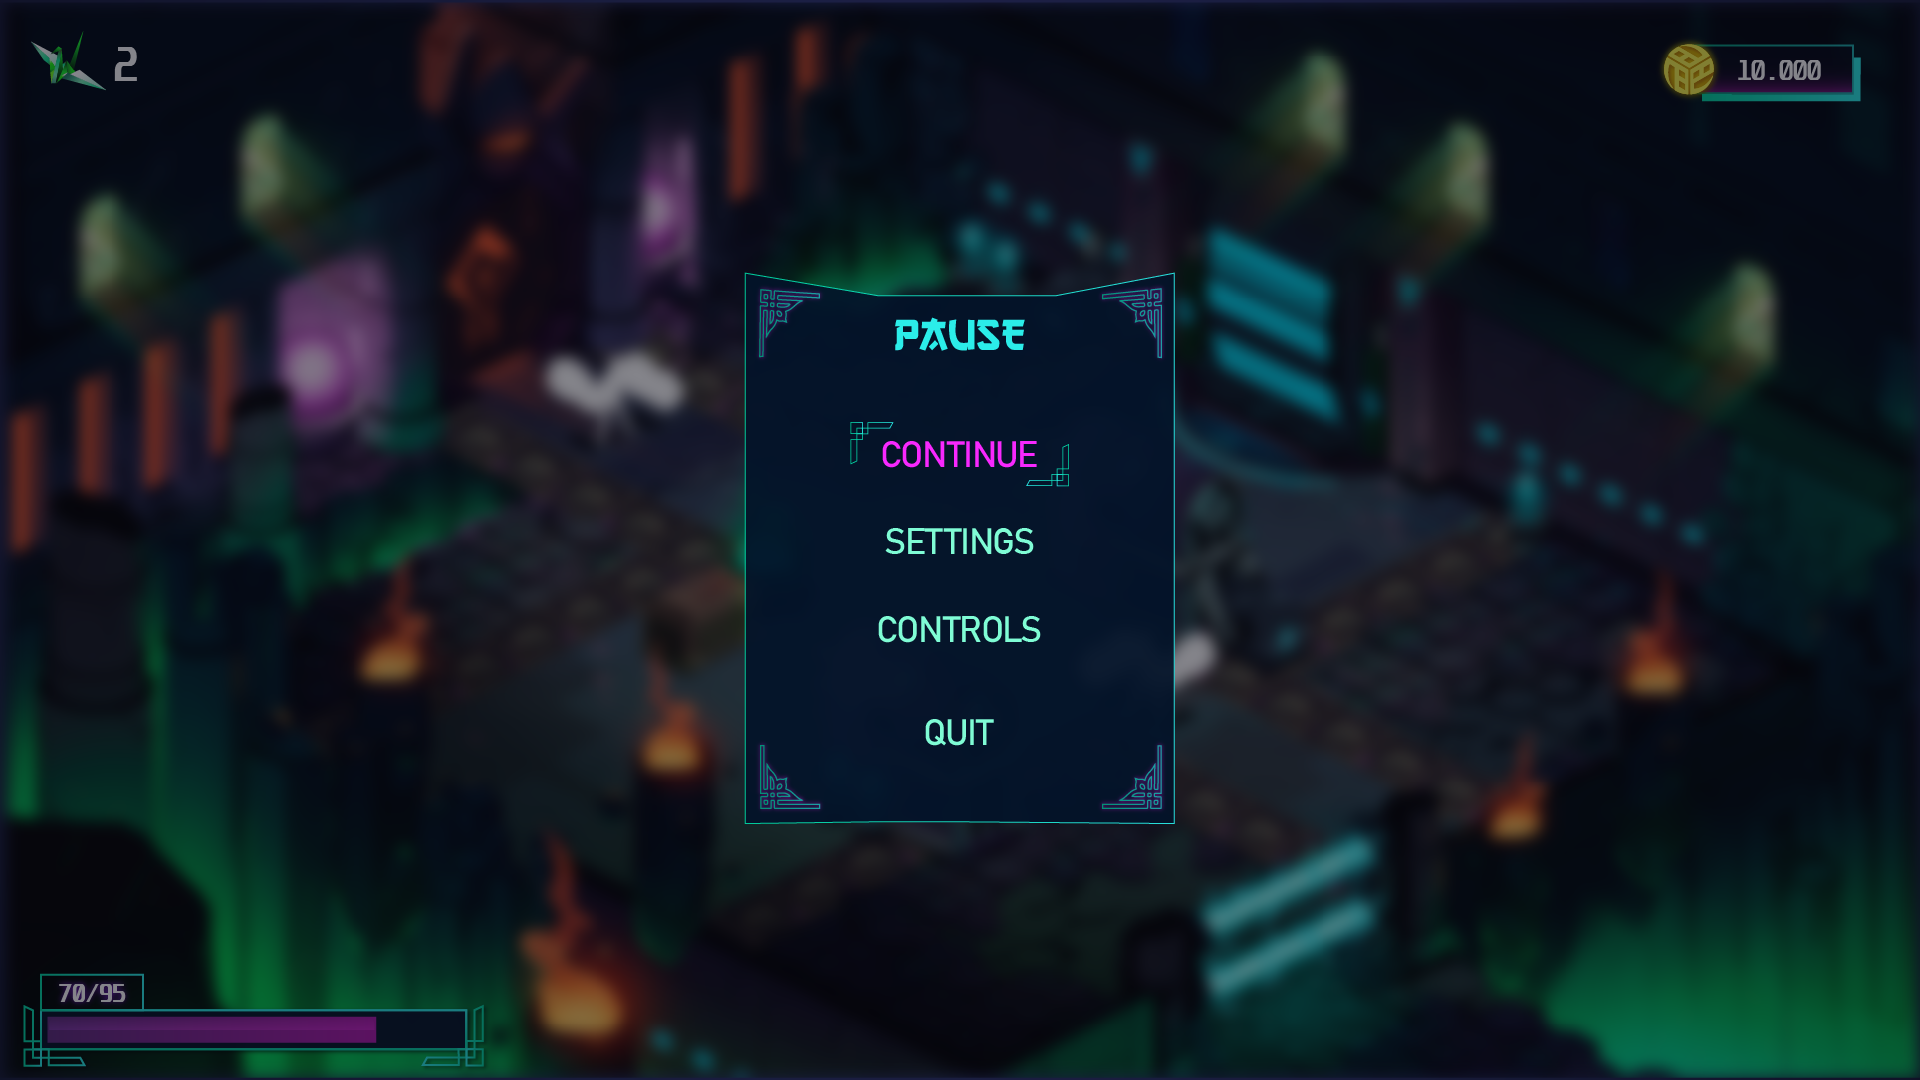 2
10.000
PAUSE
CONTINUE
SETTINGS
CONTROLS
QUIT
70/95